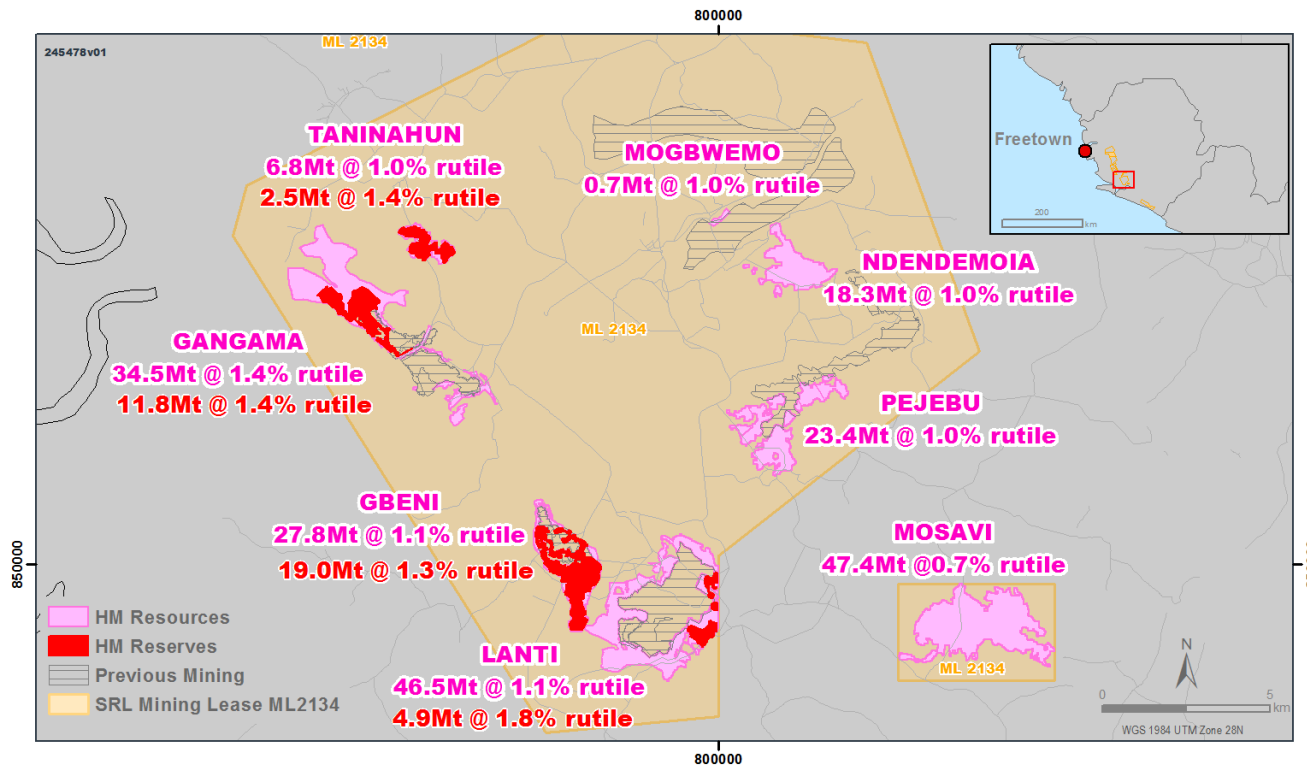 800000
245478v01
ML 2134
Freetown
200
km
TANINAHUN
6.8Mt @ 1.0% rutile
2.5Mt @ 1.4% rutile
MOGBWEMO
0.7Mt @ 1.0% rutile
NDENDEMOIA
18.3Mt @ 1.0% rutile
ML 2134
GANGAMA
34.5Mt @ 1.4% rutile
11.8Mt @ 1.4% rutile
PEJEBU
23.4Mt @ 1.0% rutile
GBENI
27.8Mt @ 1.1% rutile
19.0Mt @ 1.3% rutile
MOSAVI
47.4Mt @0.7% rutile
850000
HM Resources
HM Reserves
Previous Mining
SRL Mining Lease ML2134
LANTI
46.5Mt @ 1.1% rutile
4.9Mt @ 1.8% rutile
ML 2134
N
0 5
km
WGS 1984 UTM Zone 28N
800000